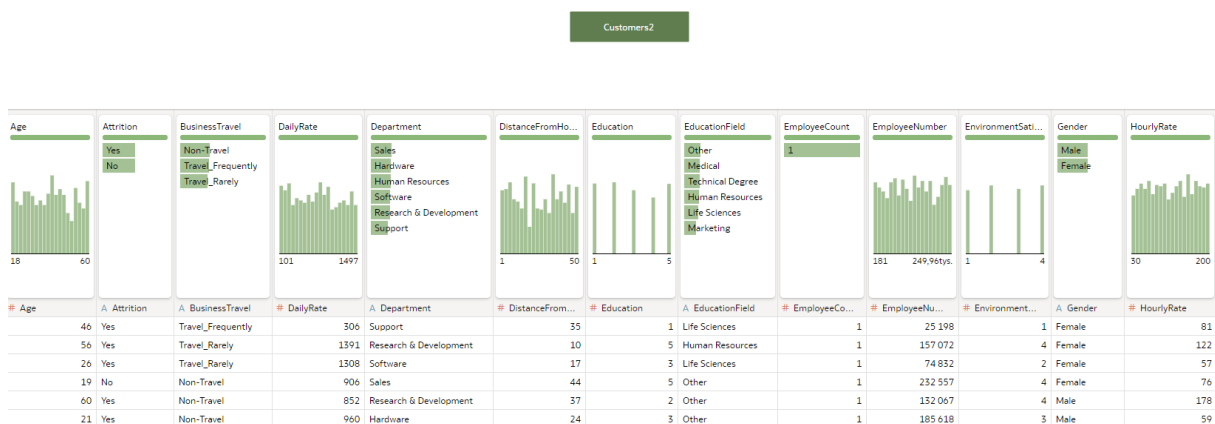 Customers2
Age Attrition BusinessTravel DailyRate Department DistanceFromHo... Education EducationField EmployeeCount EmployeeNumber EnvironmentSati... Gender HourlyRate
Yes Non-Travel Sales Other 1 Male
No Travel_Frequently Hardware Medical Female
Travel_Rarely Human Resources Technical Degree
Software Human Resources
Research & Development Life Sciences
Support Marketing
18 60 101 1497 1 50 1 5 181 249,96tys. 1 4 30 200
# Age A Attrition A BusinessTravel # DailyRate A Department # DistanceFrom... # Education A EducationField # EmployeeCo... # EmployeeNu... # Environment... A Gender # HourlyRate
46 Yes Travel_Frequently 306 Support 35 1 Life Sciences 1 25 198 1 Female 81
56 Yes Travel_Rarely 1391 Research & Development 10 5 Human Resources 1 157 072 4 Female 122
26 Yes Travel_Rarely 1308 Software 17 3 Life Sciences 1 74 832 2 Female 57
19 No Non-Travel 906 Sales 44 5 Other 1 232 557 4 Female 76
60 Yes Non-Travel 852 Research & Development 37 2 Other 1 132 067 4 Male 178
21 Yes Non-Travel 960 Hardware 24 3 Other 1 185 618 3 Male 59